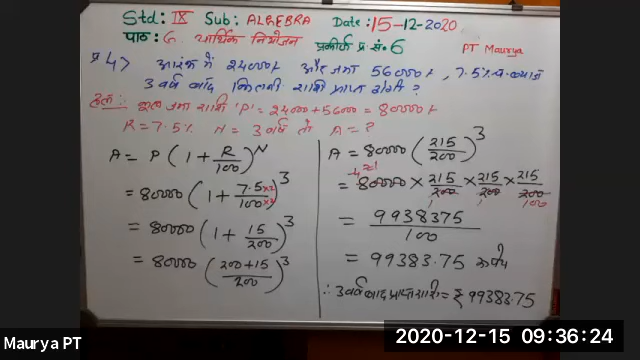 Std: IX Sub: ALGEBRA Date: 15-12-2020
पाठ: 6. आर्थिक नियोजन प्रकीर्ण प्र सं॰ 6 PT Maurya
प्र 4> में 24000₹ और 56000₹, 7.5%
3 वर्ष बाद कितनी राशि प्राप्त होगी?
हल:- कुल जमा राशी 'P' = 24000+56000 = 80000₹
R = 7.5% N = 3 वर्ष तो A = ?
A = P (1 + R/100)^N
= 80000 (1 + 7.5×2/100×2)^3
= 80000 (1 + 15/200)^3
= 80000 (200+15/200)^3
A = 80000 (215/200)^3
= 80000 × 215/200 × 215/200 × 215/200
= 9938375/100
= 99383.75 रुपये
∴ 3 वर्ष बाद प्राप्त राशी = ₹ 99383.75
Maurya PT
2020-12-15 09:36:24